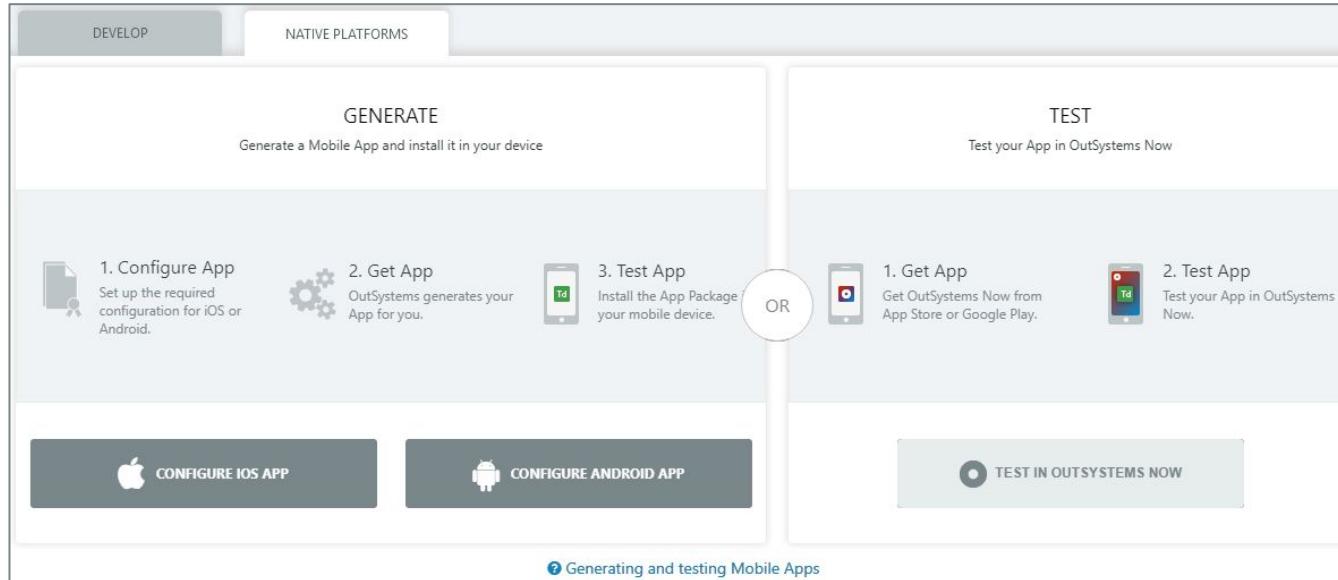 DEVELOP
NATIVE PLATFORMS
GENERATE
Generate a Mobile App and install it in your device
1. Configure App
Set up the required
configuration for iOS or
Android.
2. Get App
OutSystems generates your
App for you.
3. Test App
Install the App Package
your mobile device.
Td
OR
TEST
Test your App in OutSystems Now
1. Get App
Get OutSystems Now from
App Store or Google Play.
2. Test App
Test your App in OutSystems
Now.
Td
CONFIGURE IOS APP
CONFIGURE ANDROID APP
TEST IN OUTSYSTEMS NOW
Generating and testing Mobile Apps